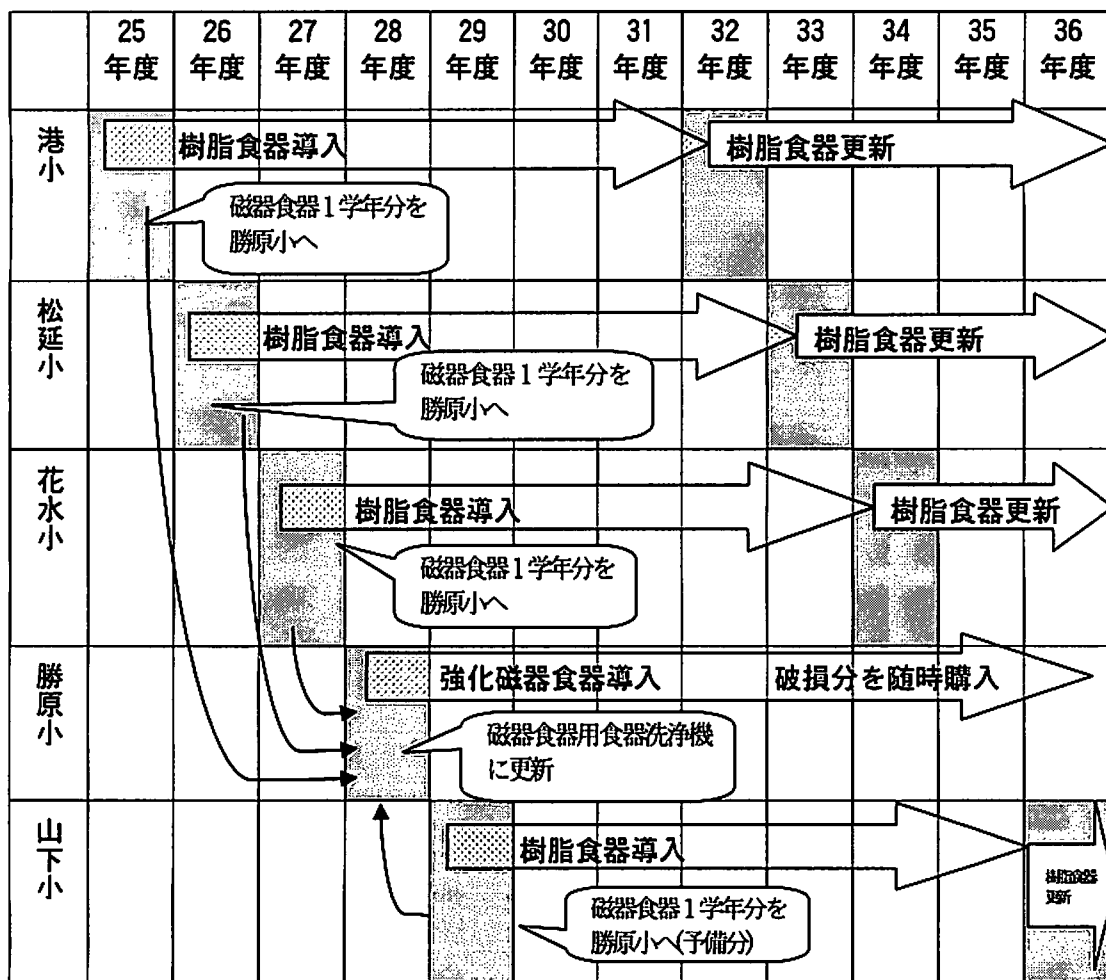 25 26 27 28 29 30 31 32 33 34 35 36
年度 年度 年度 年度 年度 年度 年度 年度 年度 年度 年度 年度
港小
樹脂食器導入
樹脂食器更新
磁器食器1学年分を
勝原小へ
松延小
樹脂食器導入
樹脂食器更新
磁器食器1学年分を
勝原小へ
花水小
樹脂食器導入
樹脂食器更新
磁器食器1学年分を
勝原小へ
勝原小
強化磁器食器導入 破損分を随時購入
磁器食器用食器洗浄機
に更新
山下小
樹脂食器導入
樹脂食器
更新
磁器食器1学年分を
勝原小へ(予備分)